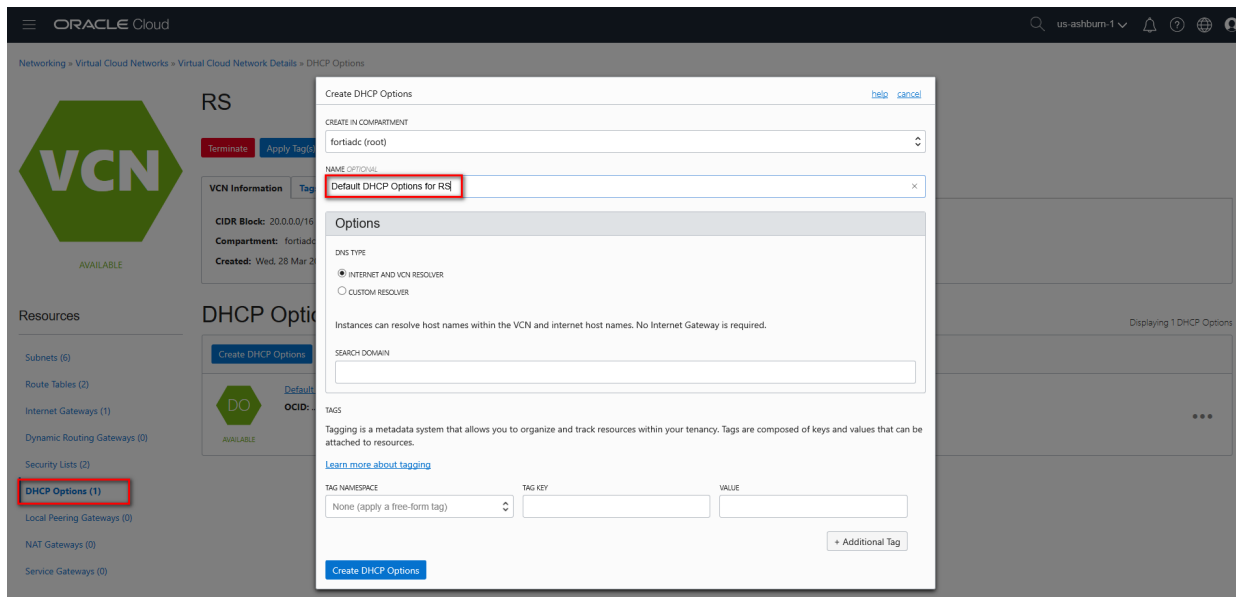 ORACLE Cloud
us-ashburn-1
Networking » Virtual Cloud Networks » Virtual Cloud Network Details » DHCP Options
VCN
AVAILABLE
RS
Terminate
Apply Tag(s)
VCN Information
CIDR Block: 20.0.0.0/16
Compartment:
Created: Wed, 28 Mar
Resources
Subnets (6)
Route Tables (2)
Internet Gateways (1)
Dynamic Routing Gateways (0)
Security Lists (2)
DHCP Options (1)
Local Peering Gateways (0)
NAT Gateways (0)
Service Gateways (0)
DHCP
Displaying 1 DHCP Options
Create DHCP Options
DO
AVAILABLE
Default
OCID: ..
Create DHCP Options
help
cancel
CREATE IN COMPARTMENT
fortiadc (root)
NAME OPTIONAL
Default DHCP Options for RS
Options
DNS TYPE
INTERNET AND VCN RESOLVER
CUSTOM RESOLVER
Instances can resolve host names within the VCN and internet host names. No Internet Gateway is required.
SEARCH DOMAIN
TAGS
Tagging is a metadata system that allows you to organize and track resources within your tenancy. Tags are composed of keys and values that can be
attached to resources.
Learn more about tagging
TAG NAMESPACE
TAG KEY
VALUE
None (apply a free-form tag)
+ Additional Tag
Create DHCP Options